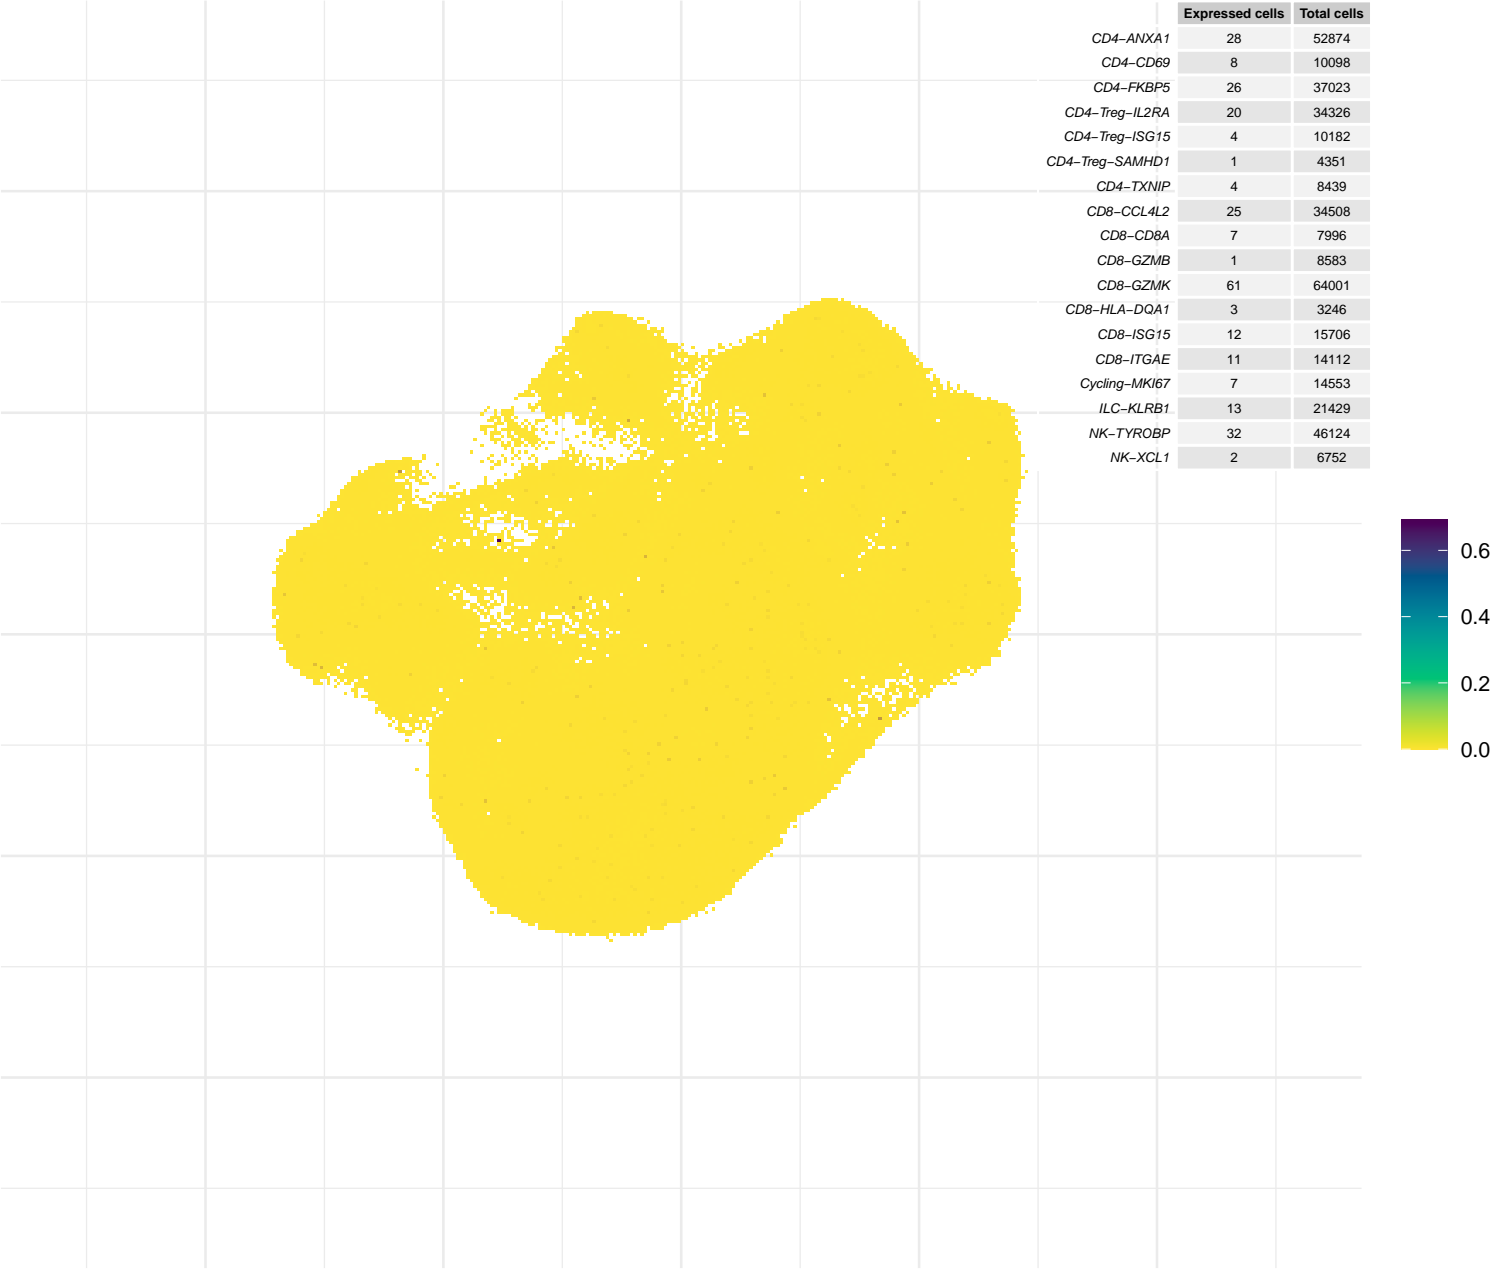 Expressed cells Total cells
CD4−ANXA1 28 52874
CD4−CD69 8 10098
CD4−FKBP5 26 37023
CD4−Treg−IL2RA 20 34326
CD4−Treg−ISG15 4 10182
CD4−Treg−SAMHD1 1 4351
CD4−TXNIP 4 8439
CD8−CCL4L2 25 34508
CD8−CD8A 7 7996
CD8−GZMB 1 8583
CD8−GZMK 61 64001
CD8−HLA−DQA1 3 3246
CD8−ISG15 12 15706
CD8−ITGAE 11 14112
Cycling−MKI67 7 14553
ILC−KLRB1 13 21429
NK−TYROBP 32 46124
NK−XCL1 2 6752
0.6
0.4
0.2
0.0